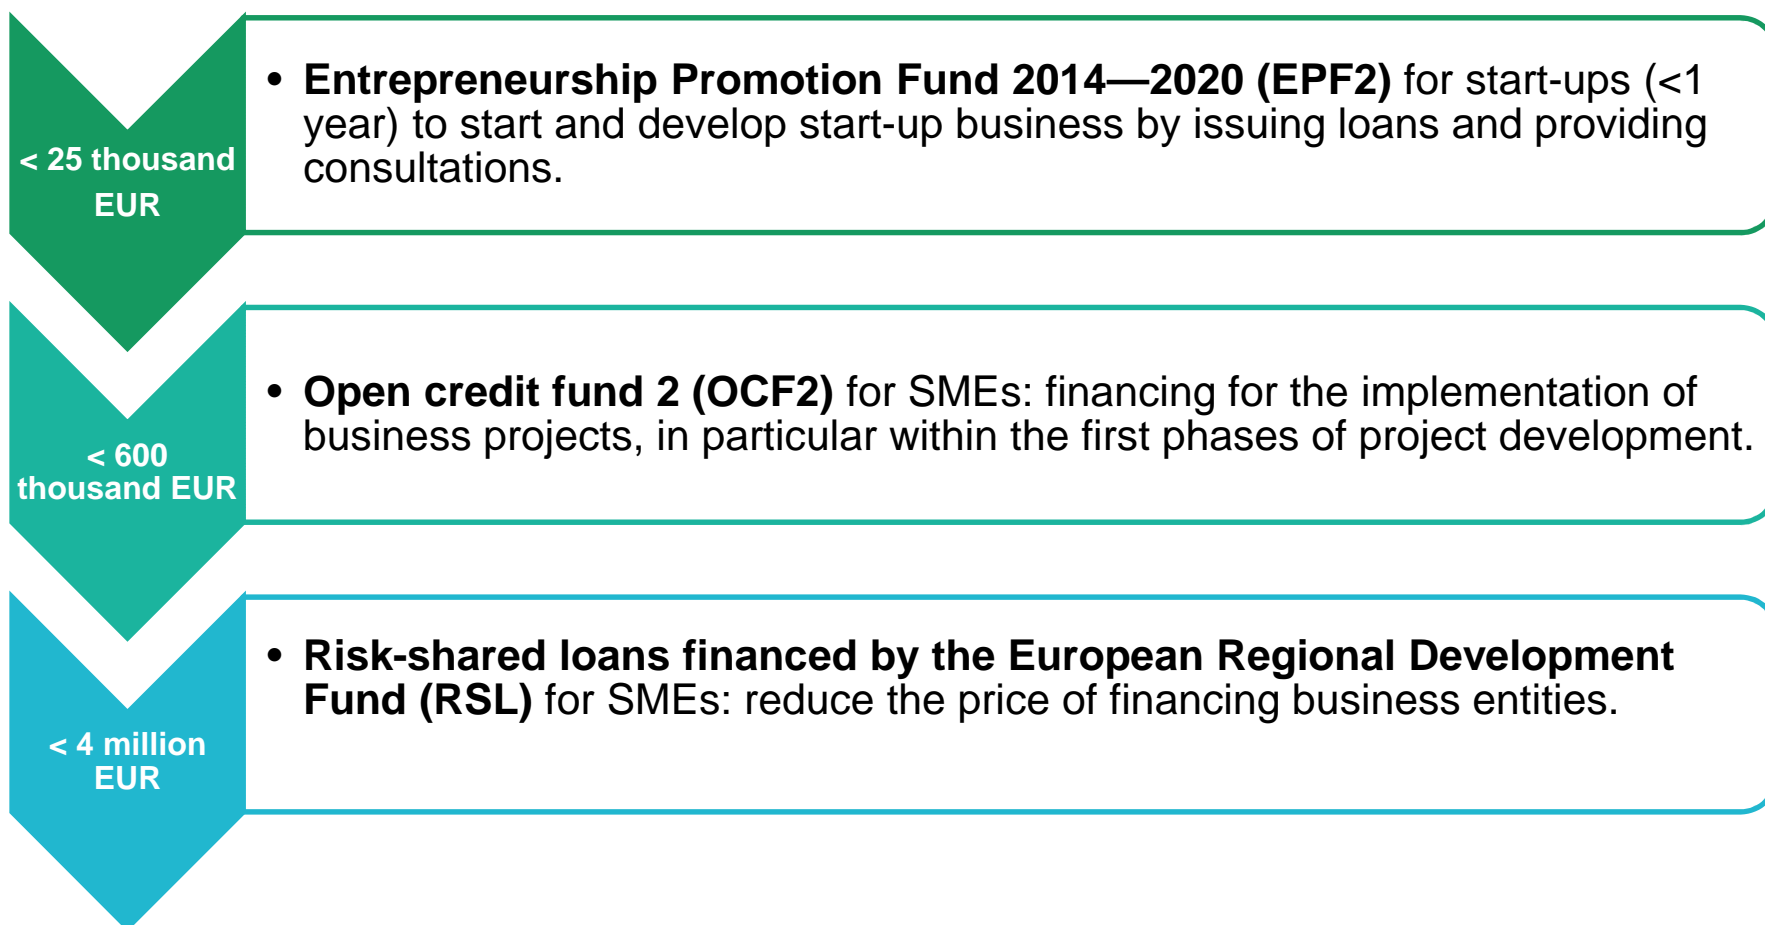 < 25 thousand
EUR
• Entrepreneurship Promotion Fund 2014—2020 (EPF2) for start-ups (<1
year) to start and develop start-up business by issuing loans and providing
consultations.
< 600
thousand EUR
• Open credit fund 2 (OCF2) for SMEs: financing for the implementation of
business projects, in particular within the first phases of project development.
< 4 million
EUR
• Risk-shared loans financed by the European Regional Development
Fund (RSL) for SMEs: reduce the price of financing business entities.